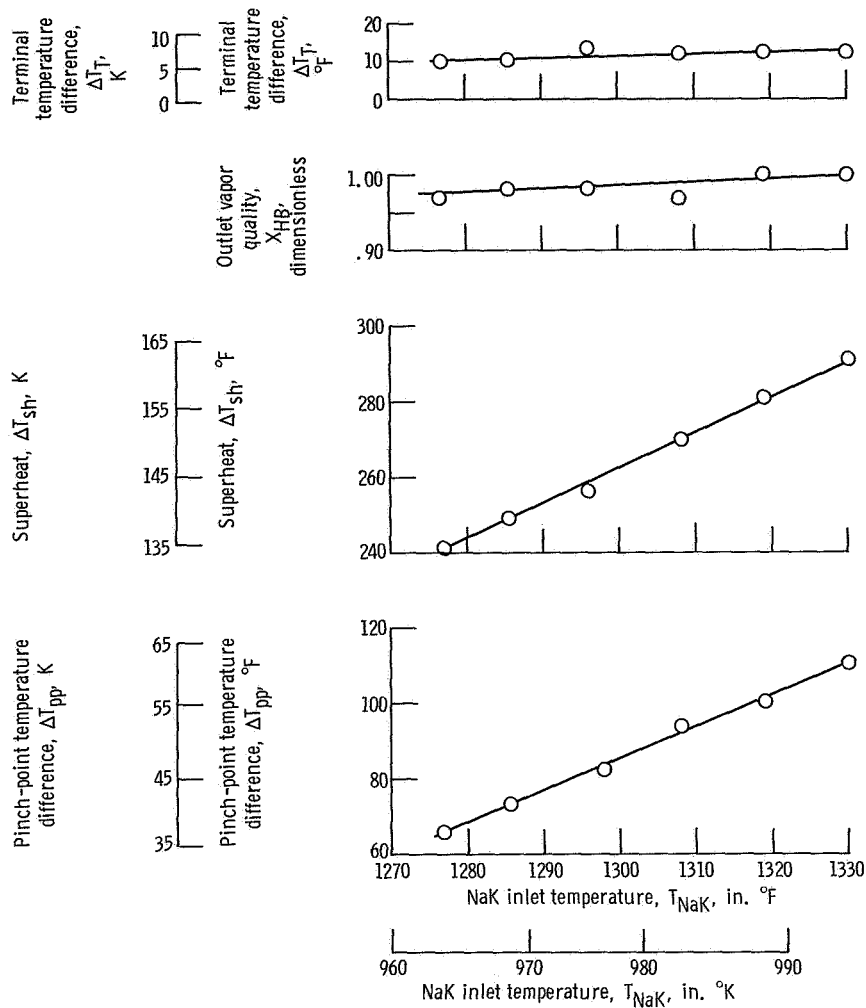 Terminal
temperature
difference,
ΔT_T,
K
10
5
0
Terminal
temperature
difference,
ΔT_T,
°F
20
10
0
Outlet vapor
quality,
X_HB,
dimensionless
1.00
.90
Superheat, ΔT_sh, K
165
155
145
135
Superheat, ΔT_sh, °F
300
280
260
240
Pinch-point temperature
difference, ΔT_pp, K
65
55
45
35
Pinch-point temperature
difference, ΔT_pp, °F
120
100
80
60
1270 1280 1290 1300 1310 1320 1330
NaK inlet temperature, T_NaK, in. °F
960 970 980 990
NaK inlet temperature, T_NaK, in. °K